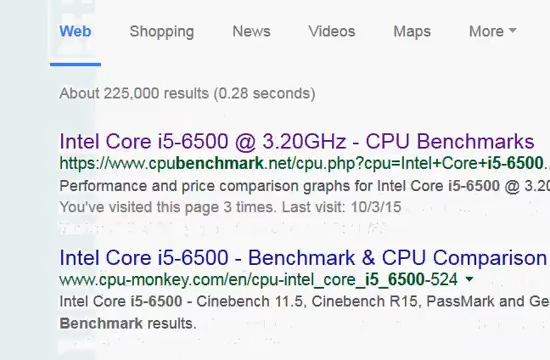 Web Shopping News Videos Maps More
About 225,000 results (0.28 seconds)
Intel Core i5-6500 @ 3.20GHz - CPU Benchmarks
https://www.cpubenchmark.net/cpu.php?cpu=Intel+Core+i5-6500...
Performance and price comparison graphs for Intel Core i5-6500 @ 3.20
You've visited this page 3 times. Last visit: 10/3/15
Intel Core i5-6500 - Benchmark & CPU Comparison
www.cpu-monkey.com/en/cpu-intel_core_i5_6500-524
Intel Core i5-6500 - Cinebench 11.5, Cinebench R15, PassMark and Ge
Benchmark results.